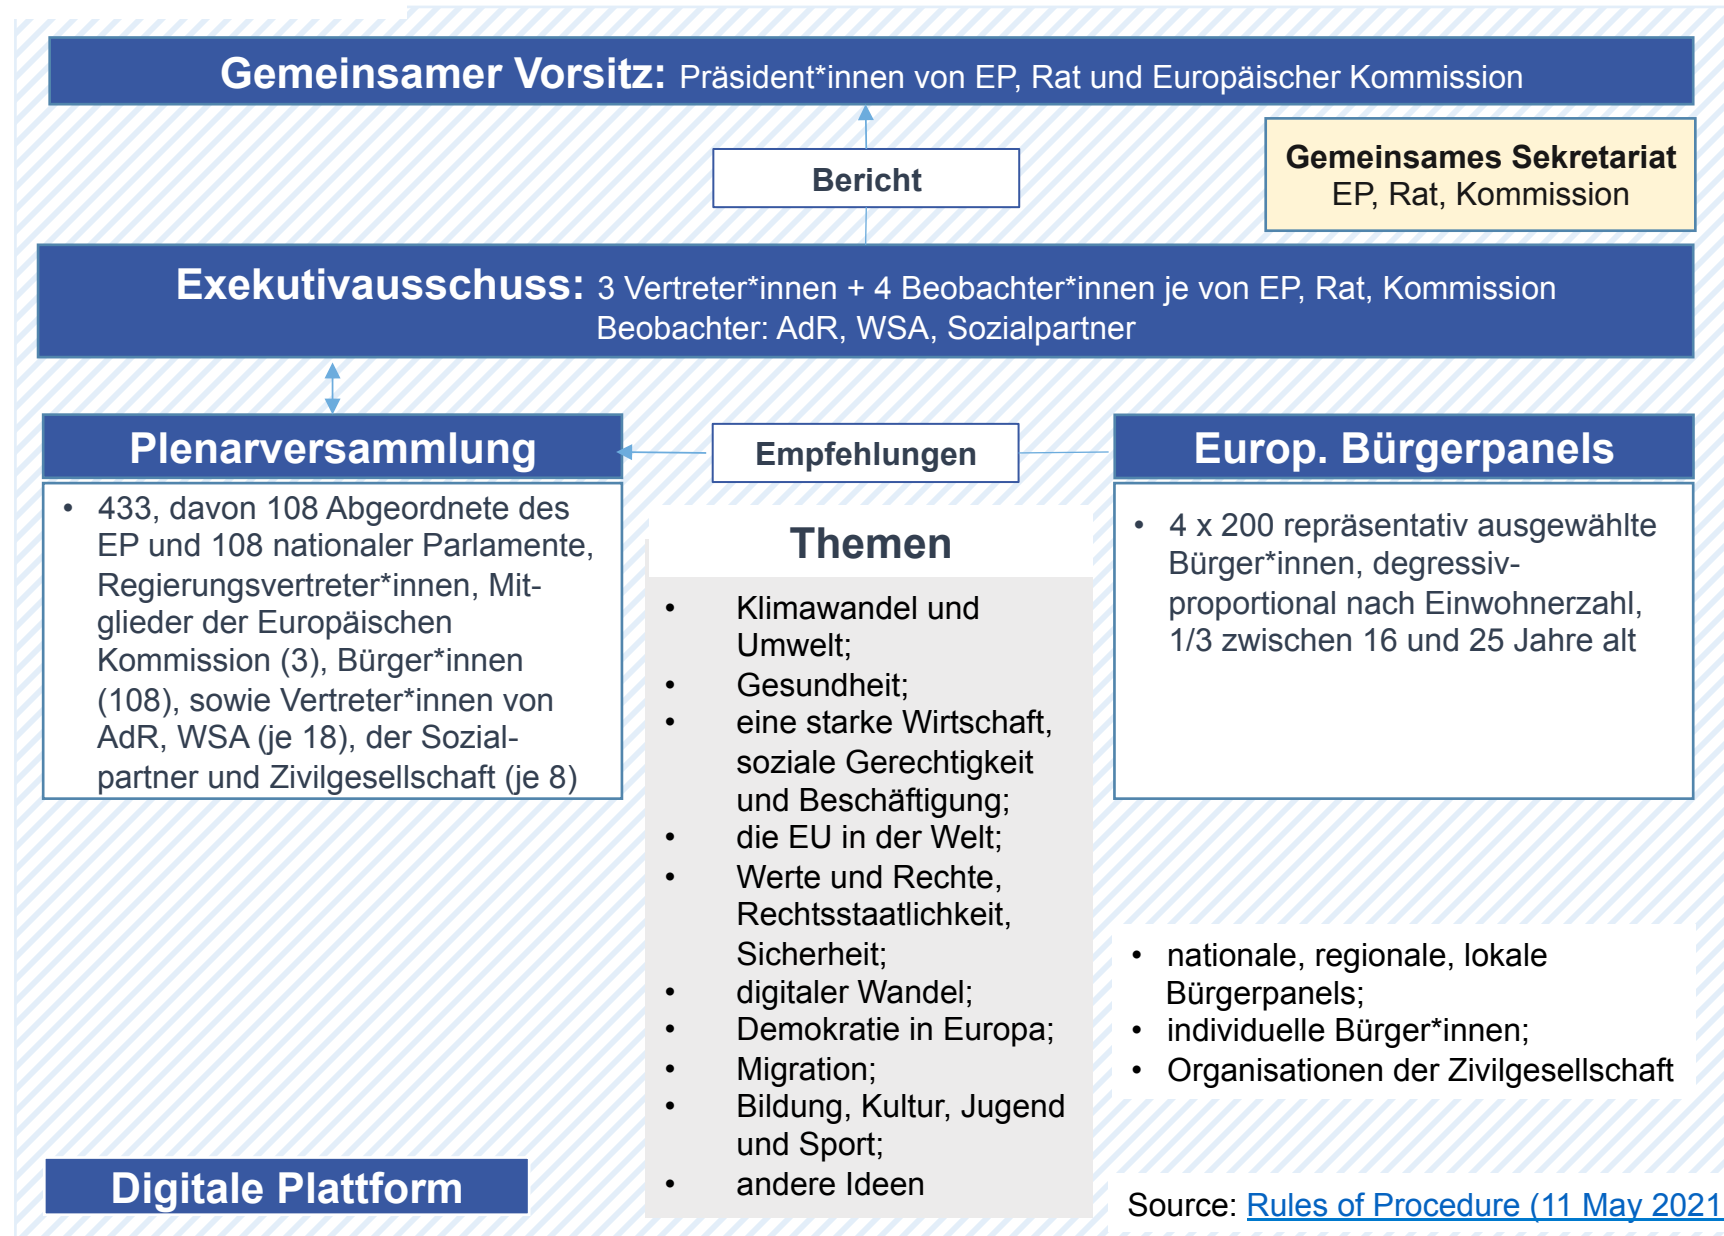 Gemeinsamer Vorsitz: Präsident*innen von EP, Rat und Europäischer Kommission
Bericht
Gemeinsames Sekretariat
EP, Rat, Kommission
Exekutivausschuss: 3 Vertreter*innen + 4 Beobachter*innen je von EP, Rat, Kommission
Beobachter: AdR, WSA, Sozialpartner
Plenarversammlung
• 433, davon 108 Abgeordnete des
EP und 108 nationaler Parlamente,
Regierungsvertreter*innen, Mit-
glieder der Europäischen
Kommission (3), Bürger*innen
(108), sowie Vertreter*innen von
AdR, WSA (je 18), der Sozial-
partner und Zivilgesellschaft (je 8)
Empfehlungen
Themen
• Klimawandel und
Umwelt;
• Gesundheit;
• eine starke Wirtschaft,
soziale Gerechtigkeit
und Beschäftigung;
• die EU in der Welt;
• Werte und Rechte,
Rechtsstaatlichkeit,
Sicherheit;
• digitaler Wandel;
• Demokratie in Europa;
• Migration;
• Bildung, Kultur, Jugend
und Sport;
• andere Ideen
Europ. Bürgerpanels
• 4 x 200 repräsentativ ausgewählte
Bürger*innen, degressiv-
proportional nach Einwohnerzahl,
1/3 zwischen 16 und 25 Jahre alt
• nationale, regionale, lokale
Bürgerpanels;
• individuelle Bürger*innen;
• Organisationen der Zivilgesellschaft
Digitale Plattform
Source: Rules of Procedure (11 May 2021